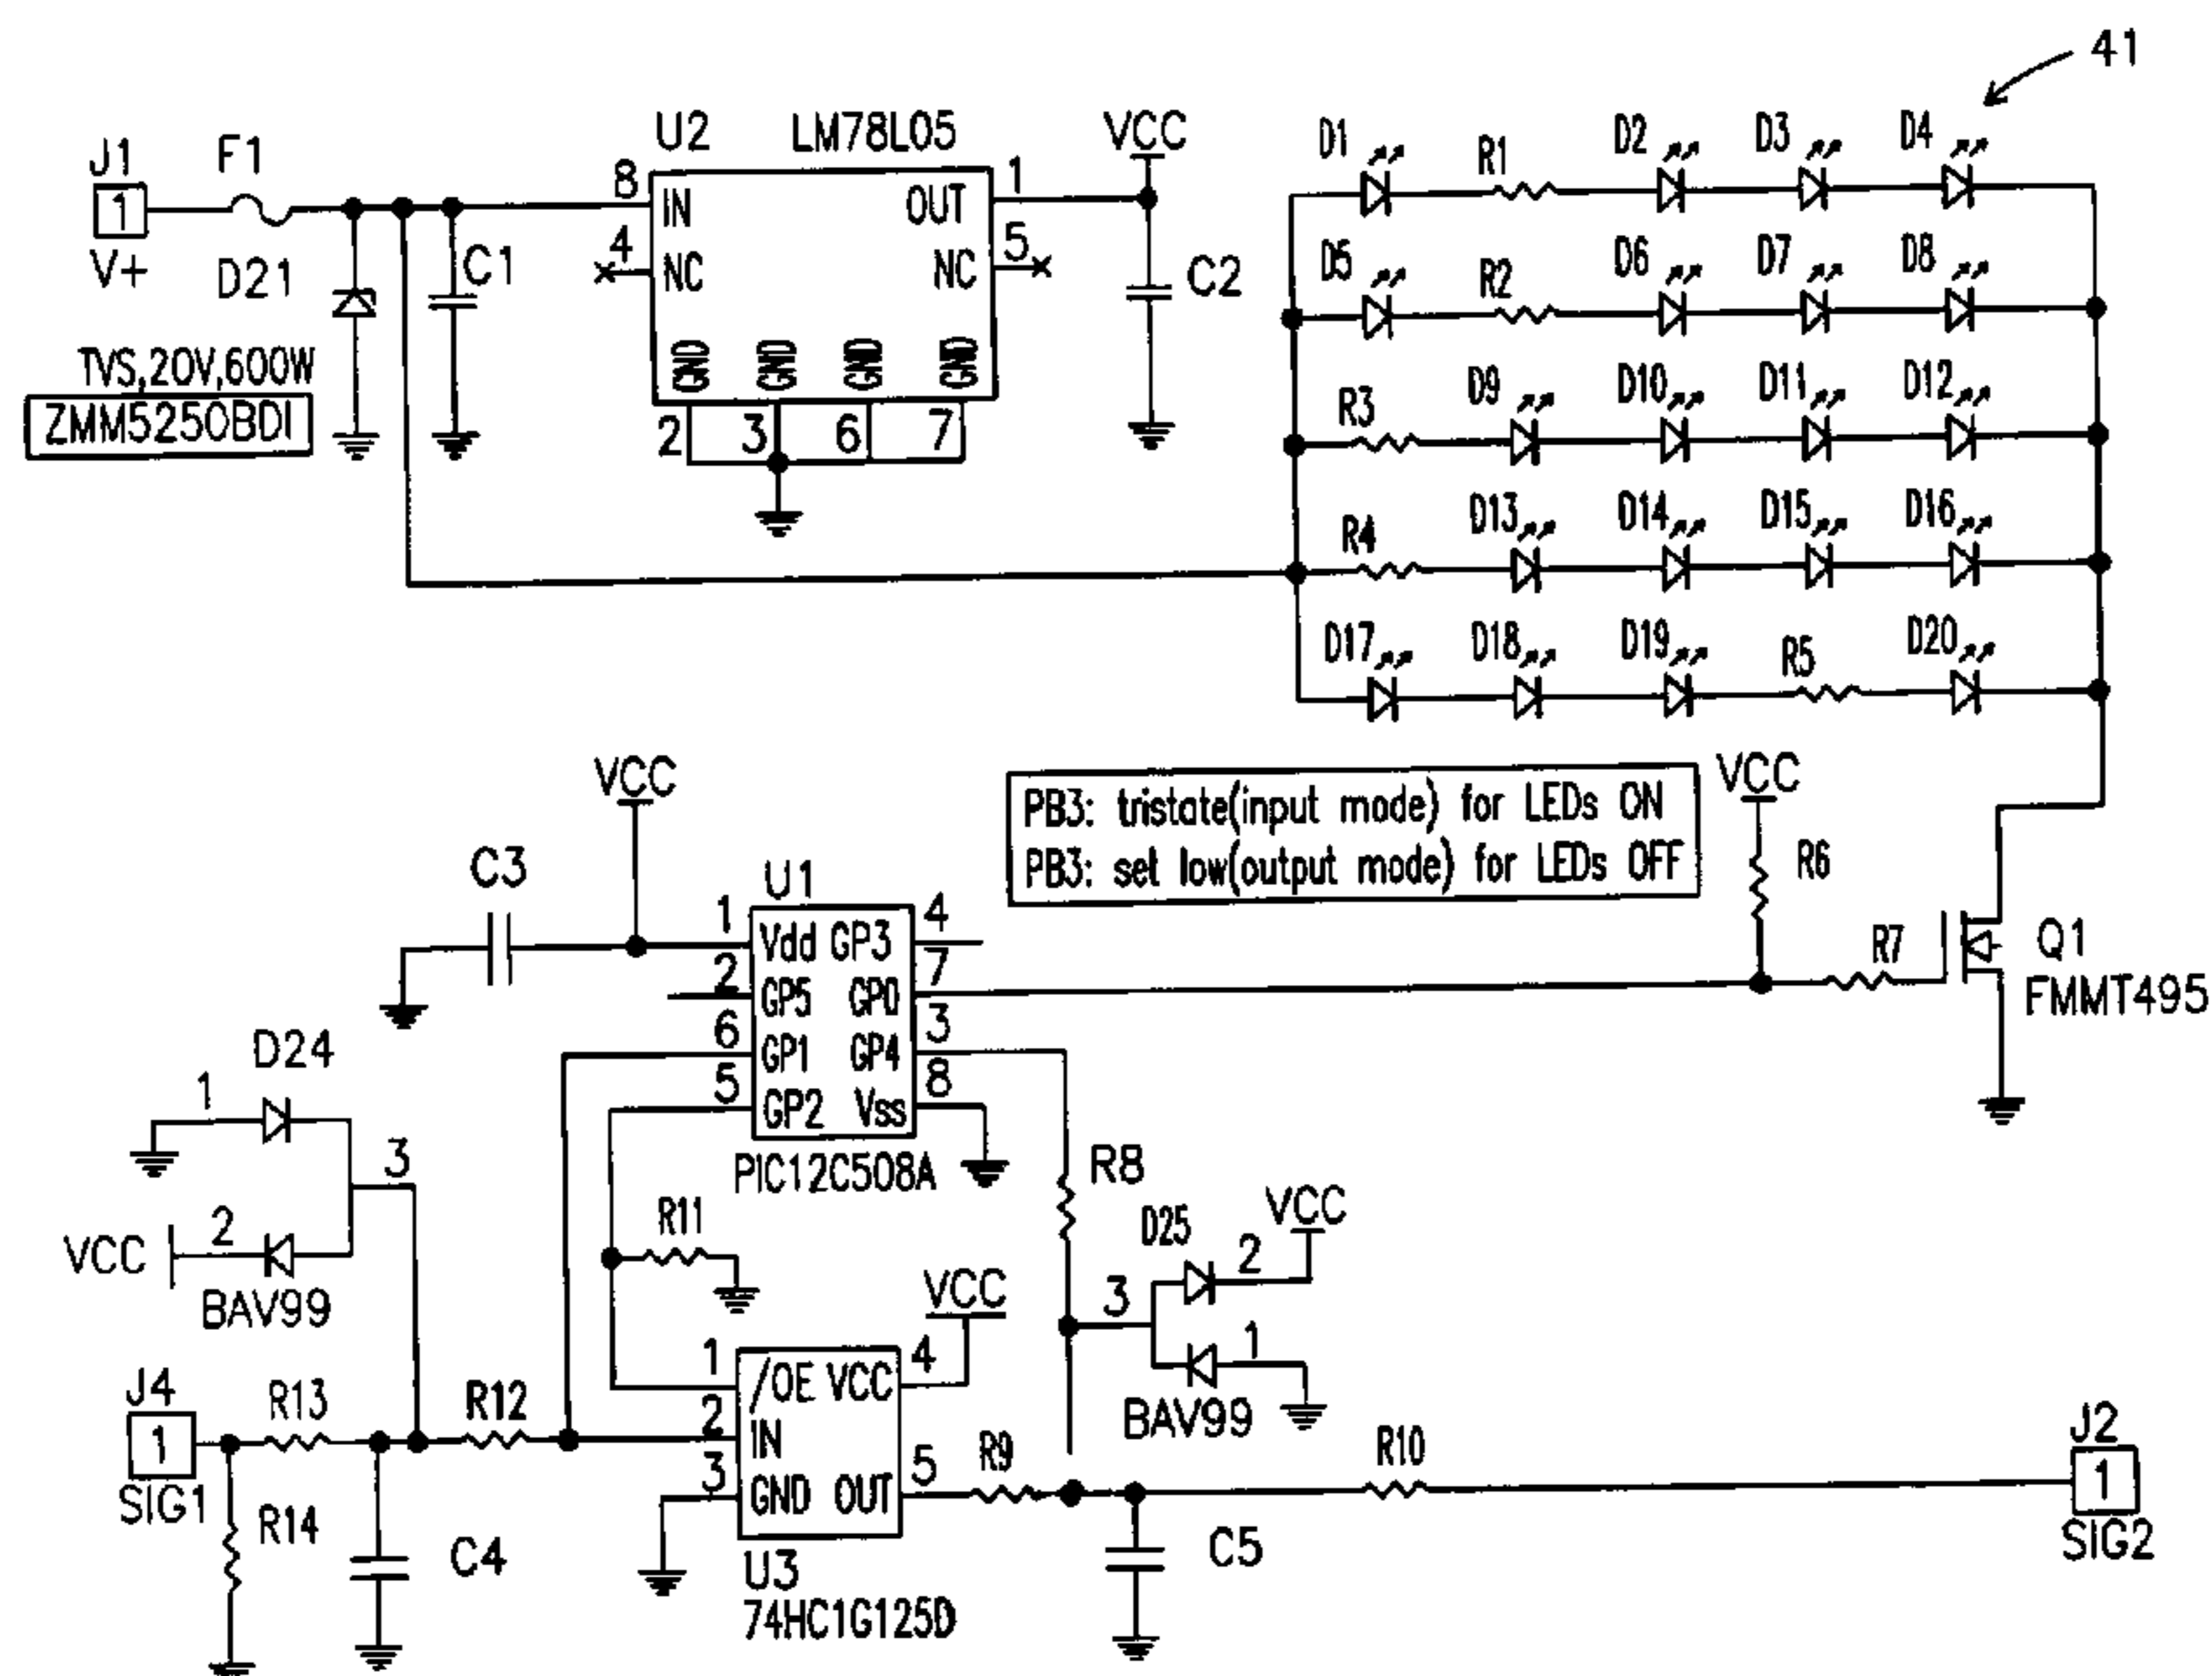 41
J1
1
V+
F1
D21
TVS,20V,600W
ZMM5250BDI
C1
U2
LM78L05
8
IN
4
NC
OUT
1
NC
5
GND
GND
GND
GND
2
3
6
7
VCC
C2
D1
R1
D2
D3
D4
D5
R2
D6
D7
D8
R3
D9
D10
D11
D12
R4
D13
D14
D15
D16
D17
D18
D19
R5
D20
VCC
PB3: tristate(input mode) for LEDs ON
PB3: set low(output mode) for LEDs OFF
VCC
R6
R7
Q1
FMMT495
C3
U1
1
Vdd
GP3
4
2
GP5
GP0
7
6
GP1
GP4
3
5
GP2
Vss
8
PIC12C508A
D24
1
3
VCC
2
BAV99
R11
R8
D25
VCC
3
2
1
BAV99
VCC
1
/OE
VCC
4
2
IN
3
GND
OUT
5
U3
74HC1G125D
J4
1
SIG1
R13
R12
R14
C4
R9
C5
R10
J2
1
SIG2